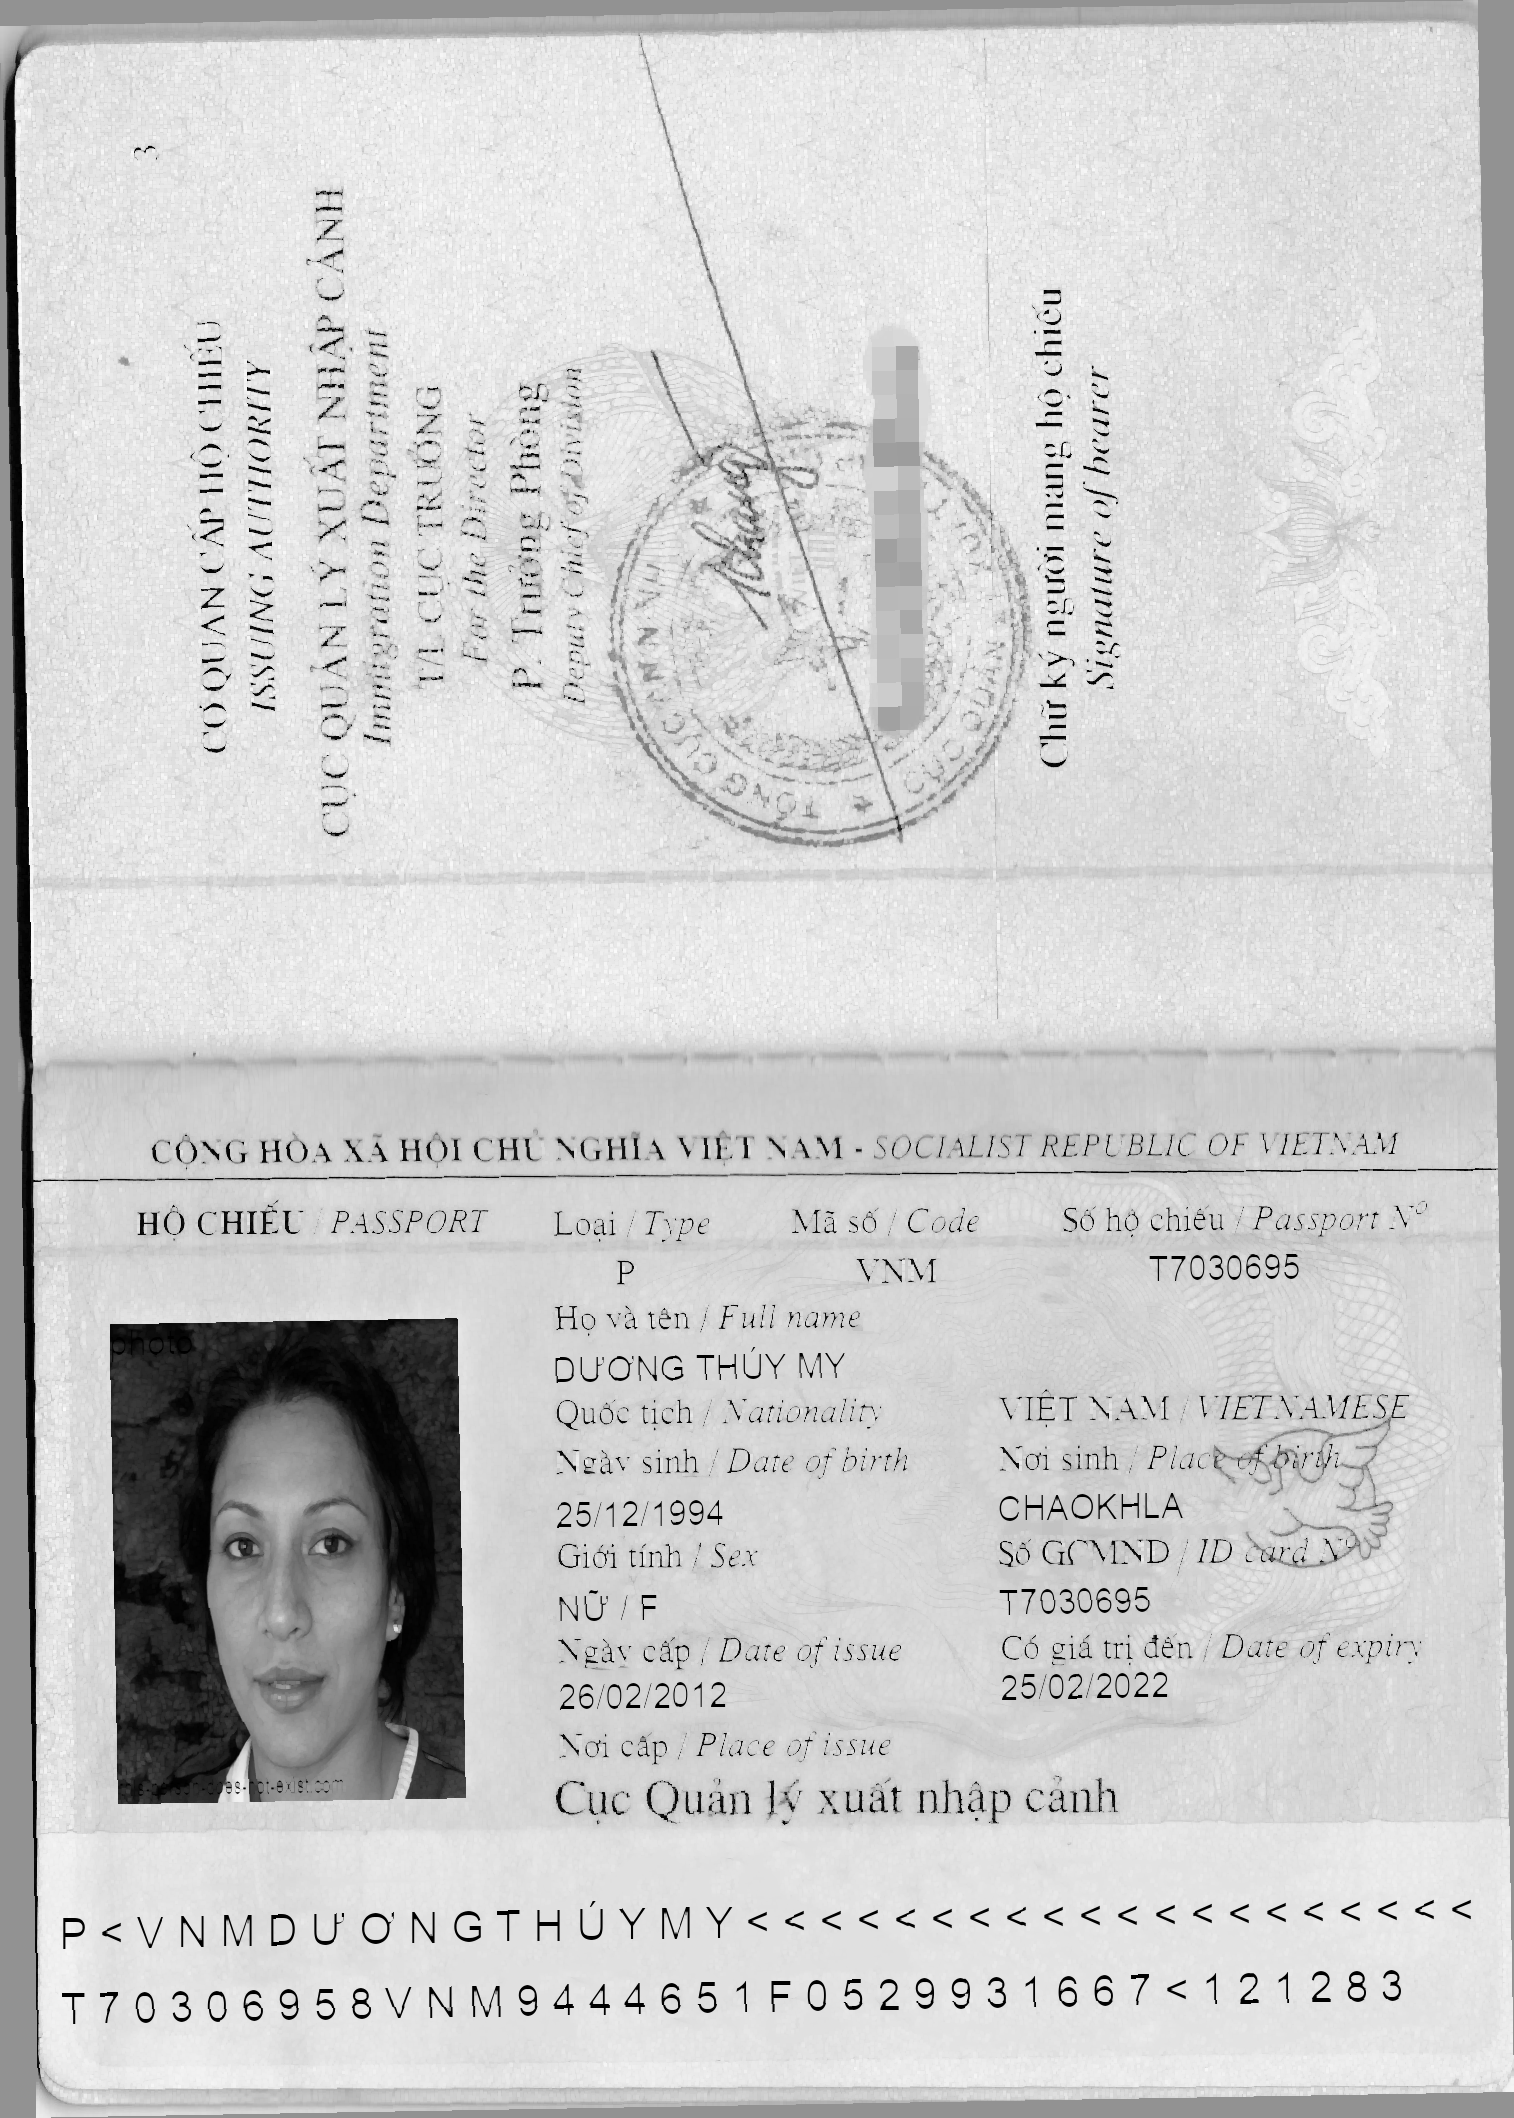 3
CƠ QUAN CẤP HỘ CHIẾU
ISSUING AUTHORITY
CỤC QUẢN LÝ XUẤT NHẬP CẢNH
Immigration Department
T/L CỤC TRƯỞNG
For the Director
P. Trưởng Phòng
Deputy Chief of Division
TỔNG CỤC AN N
CỤC QUẢN
Chữ ký người mang hộ chiếu
Signature of bearer
CỘNG HÒA XÃ HỘI CHỦ NGHĨA VIỆT NAM - SOCIALIST REPUBLIC OF VIETNAM
HỘ CHIẾU / PASSPORT Loại / Type Mã số / Code Số hộ chiếu / Passport Nº
P VNM T7030695
Họ và tên / Full name
DƯƠNG THÚY MY
Quốc tịch / Nationality VIỆT NAM / VIETNAMESE
Ngày sinh / Date of birth Nơi sinh / Place of birth
25/12/1994 CHAOKHLA
Giới tính / Sex Số GCMND / ID card Nº
NỮ / F T7030695
Ngày cấp / Date of issue Có giá trị đến / Date of expiry
26/02/2012 25/02/2022
Nơi cấp / Place of issue
Cục Quản lý xuất nhập cảnh
photo
this-person-does-not-exist.com
P<VNMDƯƠNGTHÚYMY<<<<<<<<<<<<<<<<<<<<
T70306958VNM9444651F0529931667<121283